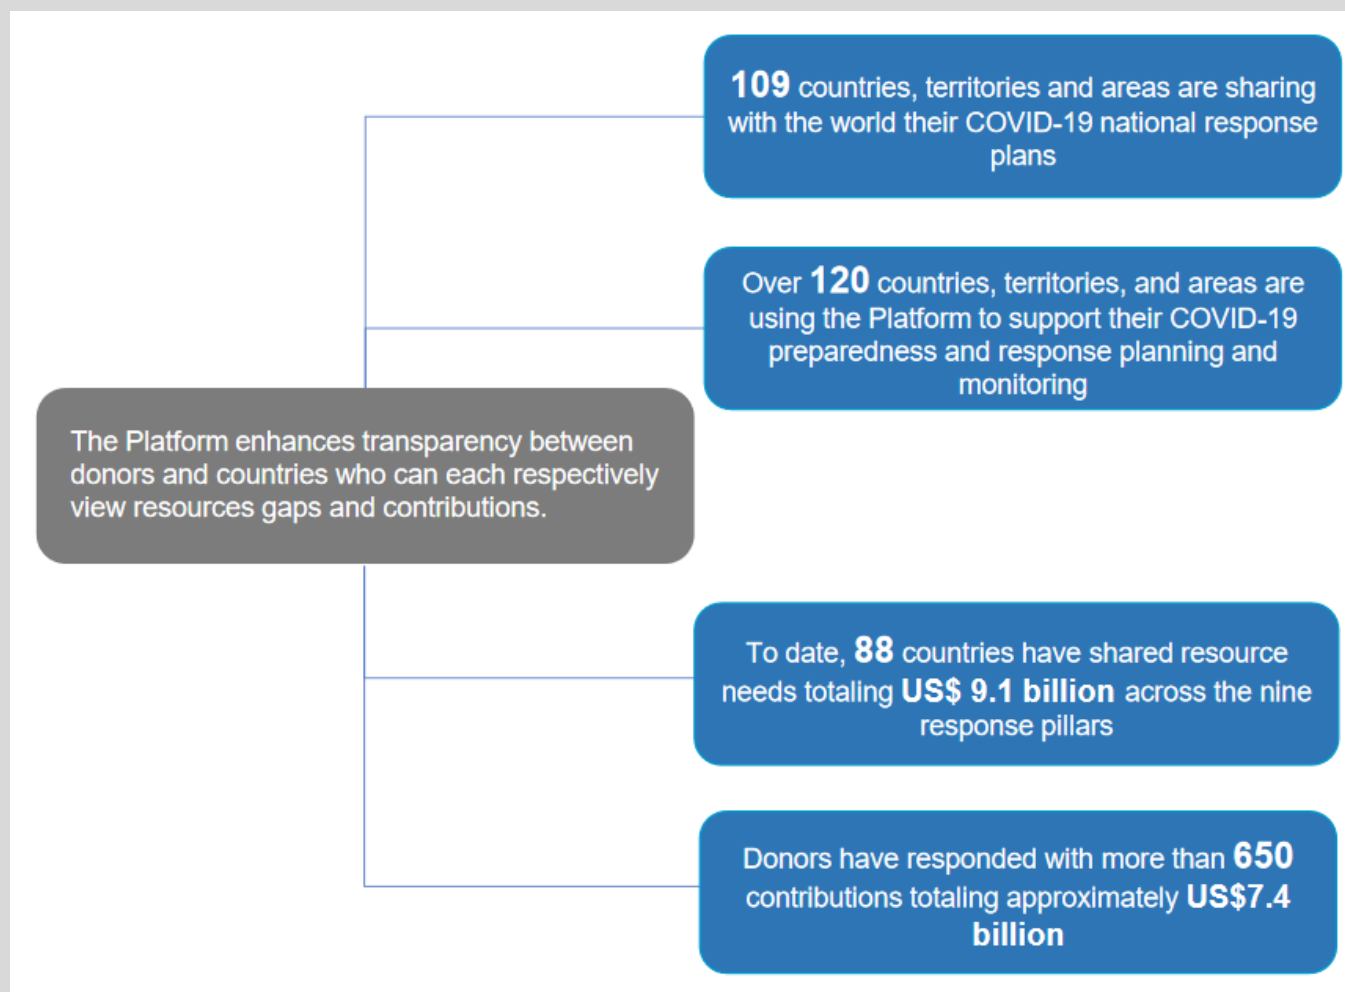 109 countries, territories and areas are sharing
with the world their COVID-19 national response
plans
Over 120 countries, territories, and areas are
using the Platform to support their COVID-19
preparedness and response planning and
monitoring
The Platform enhances transparency between
donors and countries who can each respectively
view resources gaps and contributions.
To date, 88 countries have shared resource
needs totaling US$ 9.1 billion across the nine
response pillars
Donors have responded with more than 650
contributions totaling approximately US$7.4
billion